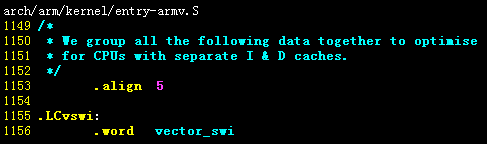 arch/arm/kernel/entry-armv.S
1149 /*
1150  * We group all the following data together to optimise
1151  * for CPUs with separate I & D caches.
1152  */
1153         .align  5
1154
1155 .LCvswi:
1156         .word   vector_swi